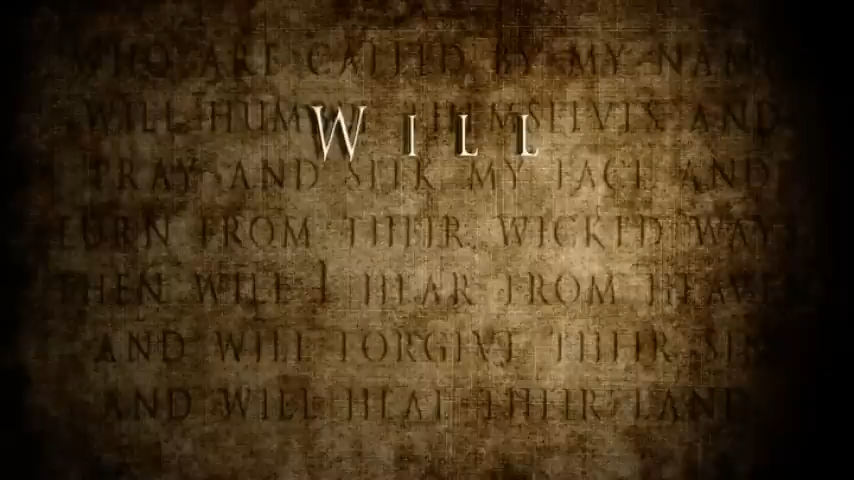 WHO ARE CALLED BY MY NAME
WILL HUMBLE THEMSELVES AND
WILL
PRAY AND SEEK MY FACE AND
TURN FROM THEIR WICKED WAYS
THEN WILL I HEAR FROM HEAVEN
AND WILL FORGIVE THEIR SIN
AND WILL HEAL THEIR LAND